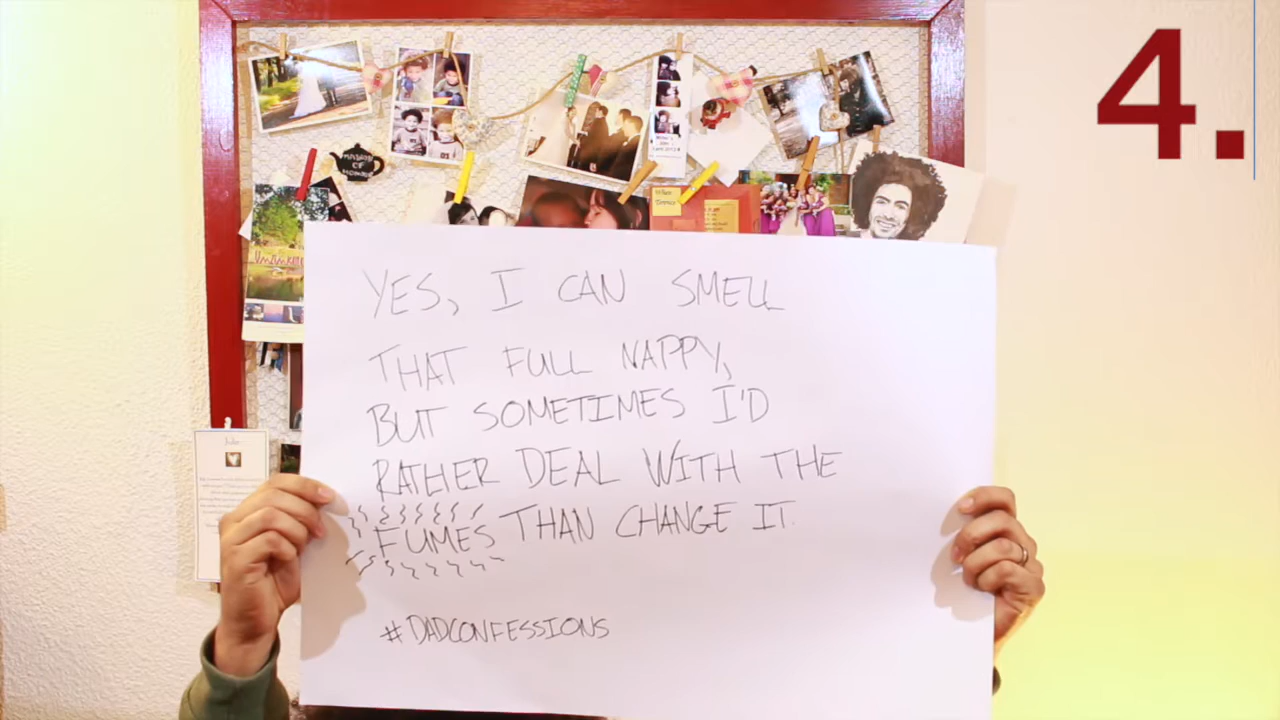 4.
YES, I CAN SMELL
THAT FULL NAPPY,
BUT SOMETIMES I'D
RATHER DEAL WITH THE
FUMES THAN CHANGE IT.
#DADCONFESSIONS